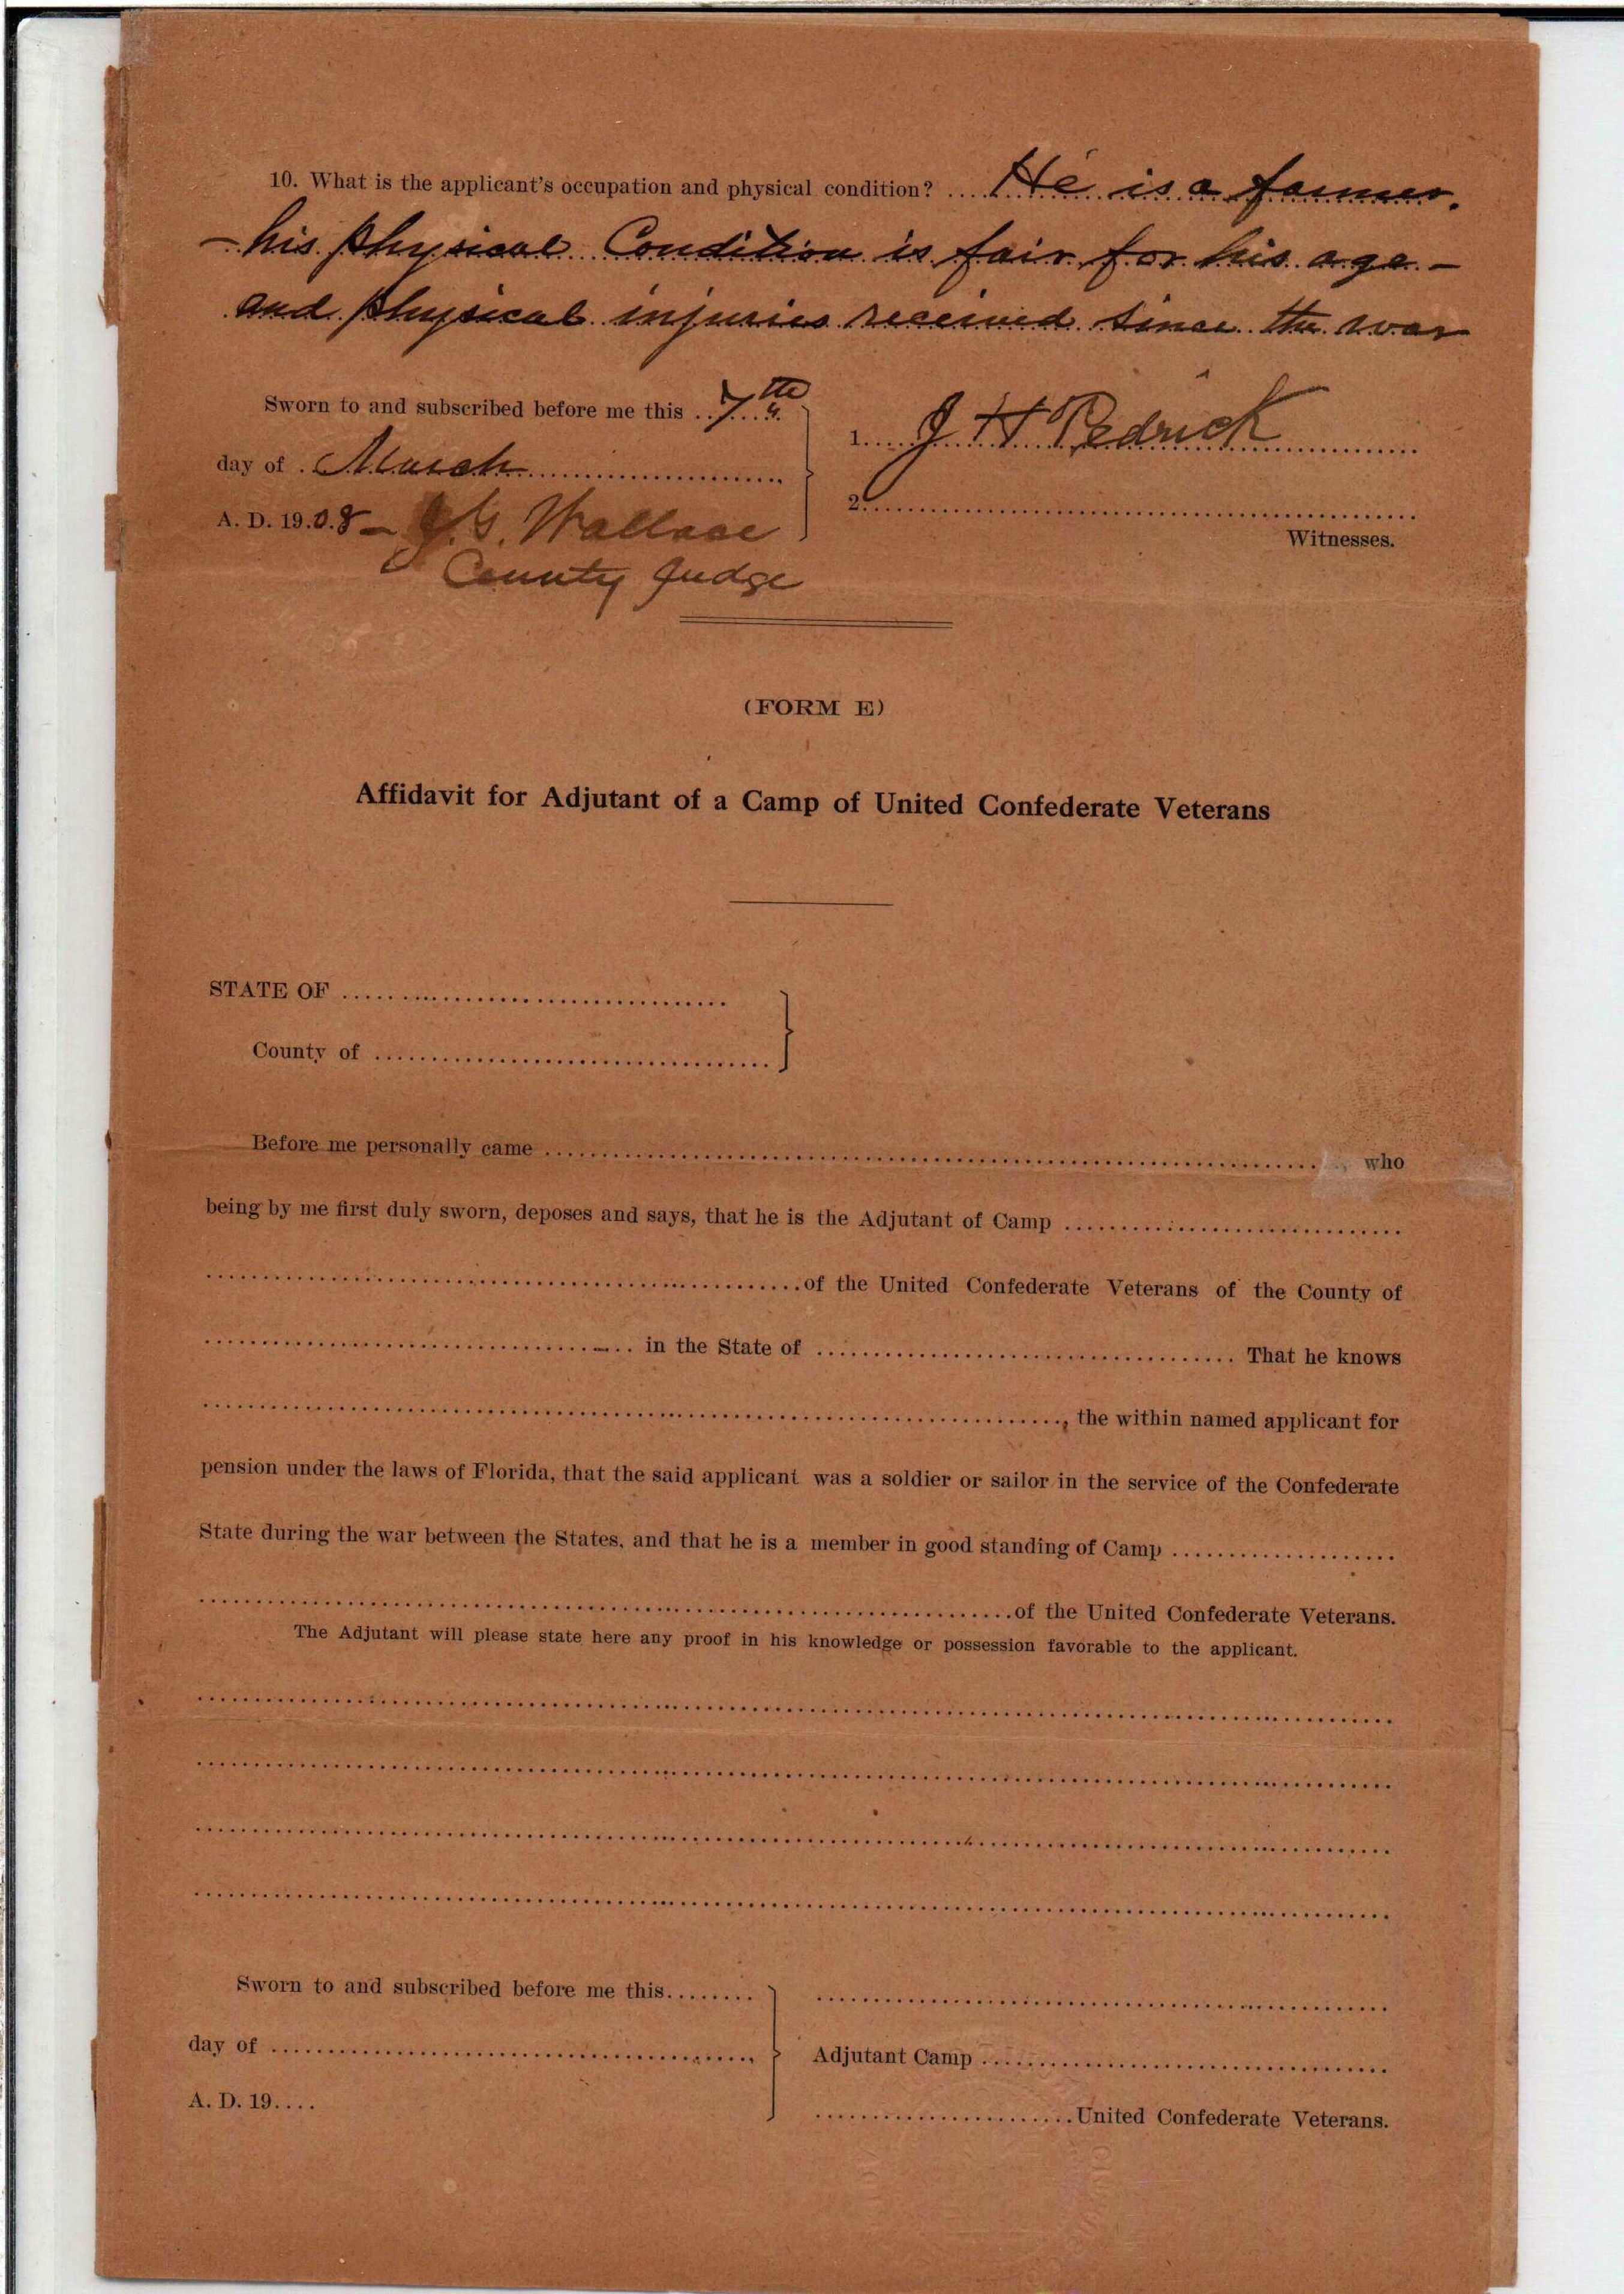 10. What is the applicant's occupation and physical condition? .... He is a farmer.
- his physical Condition is fair for his age -
and physical injuries received since the war
Sworn to and subscribed before me this 7th
day of March
A. D. 1908 - J. G. Wallace
County Judge
1. J H Pedrick
2.
Witnesses.
(FORM E)
Affidavit for Adjutant of a Camp of United Confederate Veterans
STATE OF
County of
Before me personally came ........, who
being by me first duly sworn, deposes and says, that he is the Adjutant of Camp
of the United Confederate Veterans of the County of
in the State of ........ That he knows
, the within named applicant for
pension under the laws of Florida, that the said applicant was a soldier or sailor in the service of the Confederate
State during the war between the States, and that he is a member in good standing of Camp
of the United Confederate Veterans.
The Adjutant will please state here any proof in his knowledge or possession favorable to the applicant.
Sworn to and subscribed before me this
day of
A. D. 19....
Adjutant Camp
United Confederate Veterans.